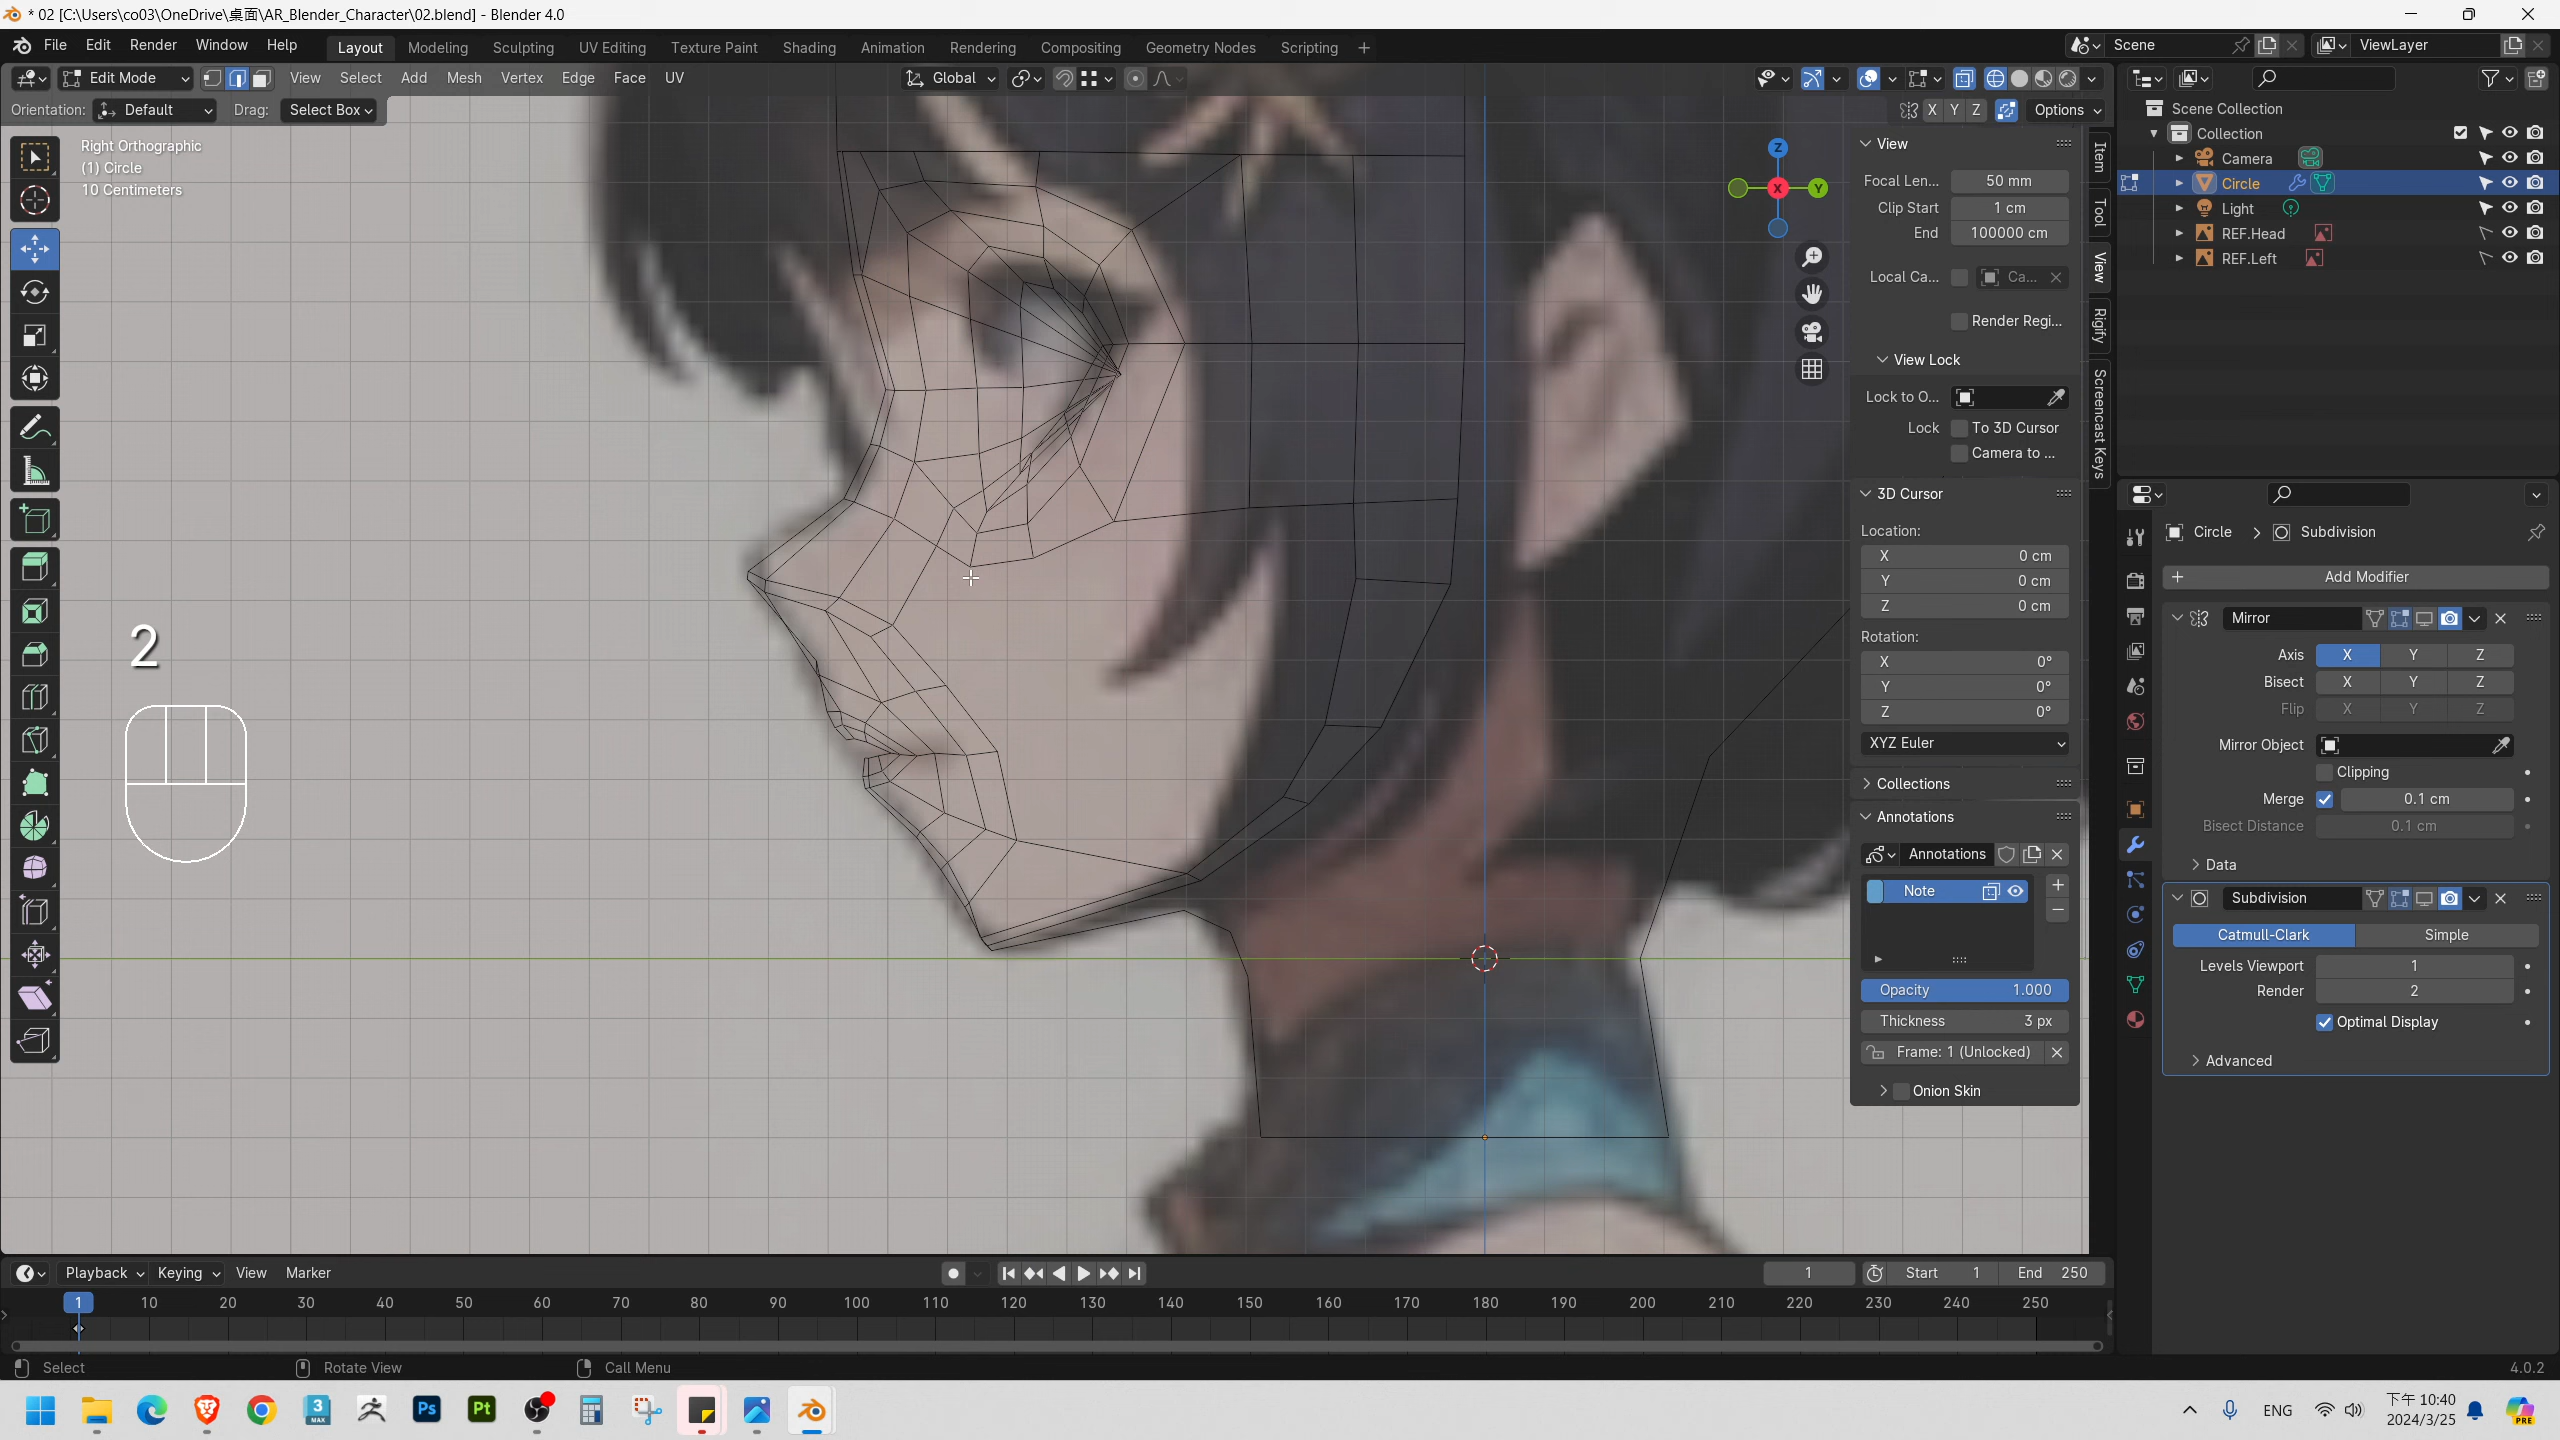 * 02 [C:\Users\co03\OneDrive\桌面\AR_Blender_Character\02.blend] - Blender 4.0
File Edit Render Window Help Layout Modeling Sculpting UV Editing Texture Paint Shading Animation Rendering Compositing Geometry Nodes Scripting + Scene ViewLayer
Edit Mode View Select Add Mesh Vertex Edge Face UV Global
Orientation: Default Drag: Select Box X Y Z Options
Right Orthographic
(1) Circle
10 Centimeters
Z
X
Y
2
View
Focal Len... 50 mm
Clip Start 1 cm
End 100000 cm
Local Ca... Ca...
Render Regi...
View Lock
Lock to O...
Lock To 3D Cursor
Camera to ...
3D Cursor
Location:
X 0 cm
Y 0 cm
Z 0 cm
Rotation:
X 0°
Y 0°
Z 0°
XYZ Euler
Collections
Annotations
Annotations
Note
Opacity 1.000
Thickness 3 px
Frame: 1 (Unlocked)
Onion Skin
Item
Tool
View
Rigify
Screencast Keys
Scene Collection
Collection
Camera
Circle
Light
REF.Head
REF.Left
Circle > Subdivision
+ Add Modifier
Mirror
Axis X Y Z
Bisect X Y Z
Flip X Y Z
Mirror Object
Clipping
Merge 0.1 cm
Bisect Distance 0.1 cm
Data
Subdivision
Catmull-Clark Simple
Levels Viewport 1
Render 2
Optimal Display
Advanced
Playback Keying View Marker 1 Start 1 End 250
1 10 20 30 40 50 60 70 80 90 100 110 120 130 140 150 160 170 180 190 200 210 220 230 240 250
Select Rotate View Call Menu 4.0.2
3 MAX Ps Pt ENG 下午 10:40
2024/3/25
PRE